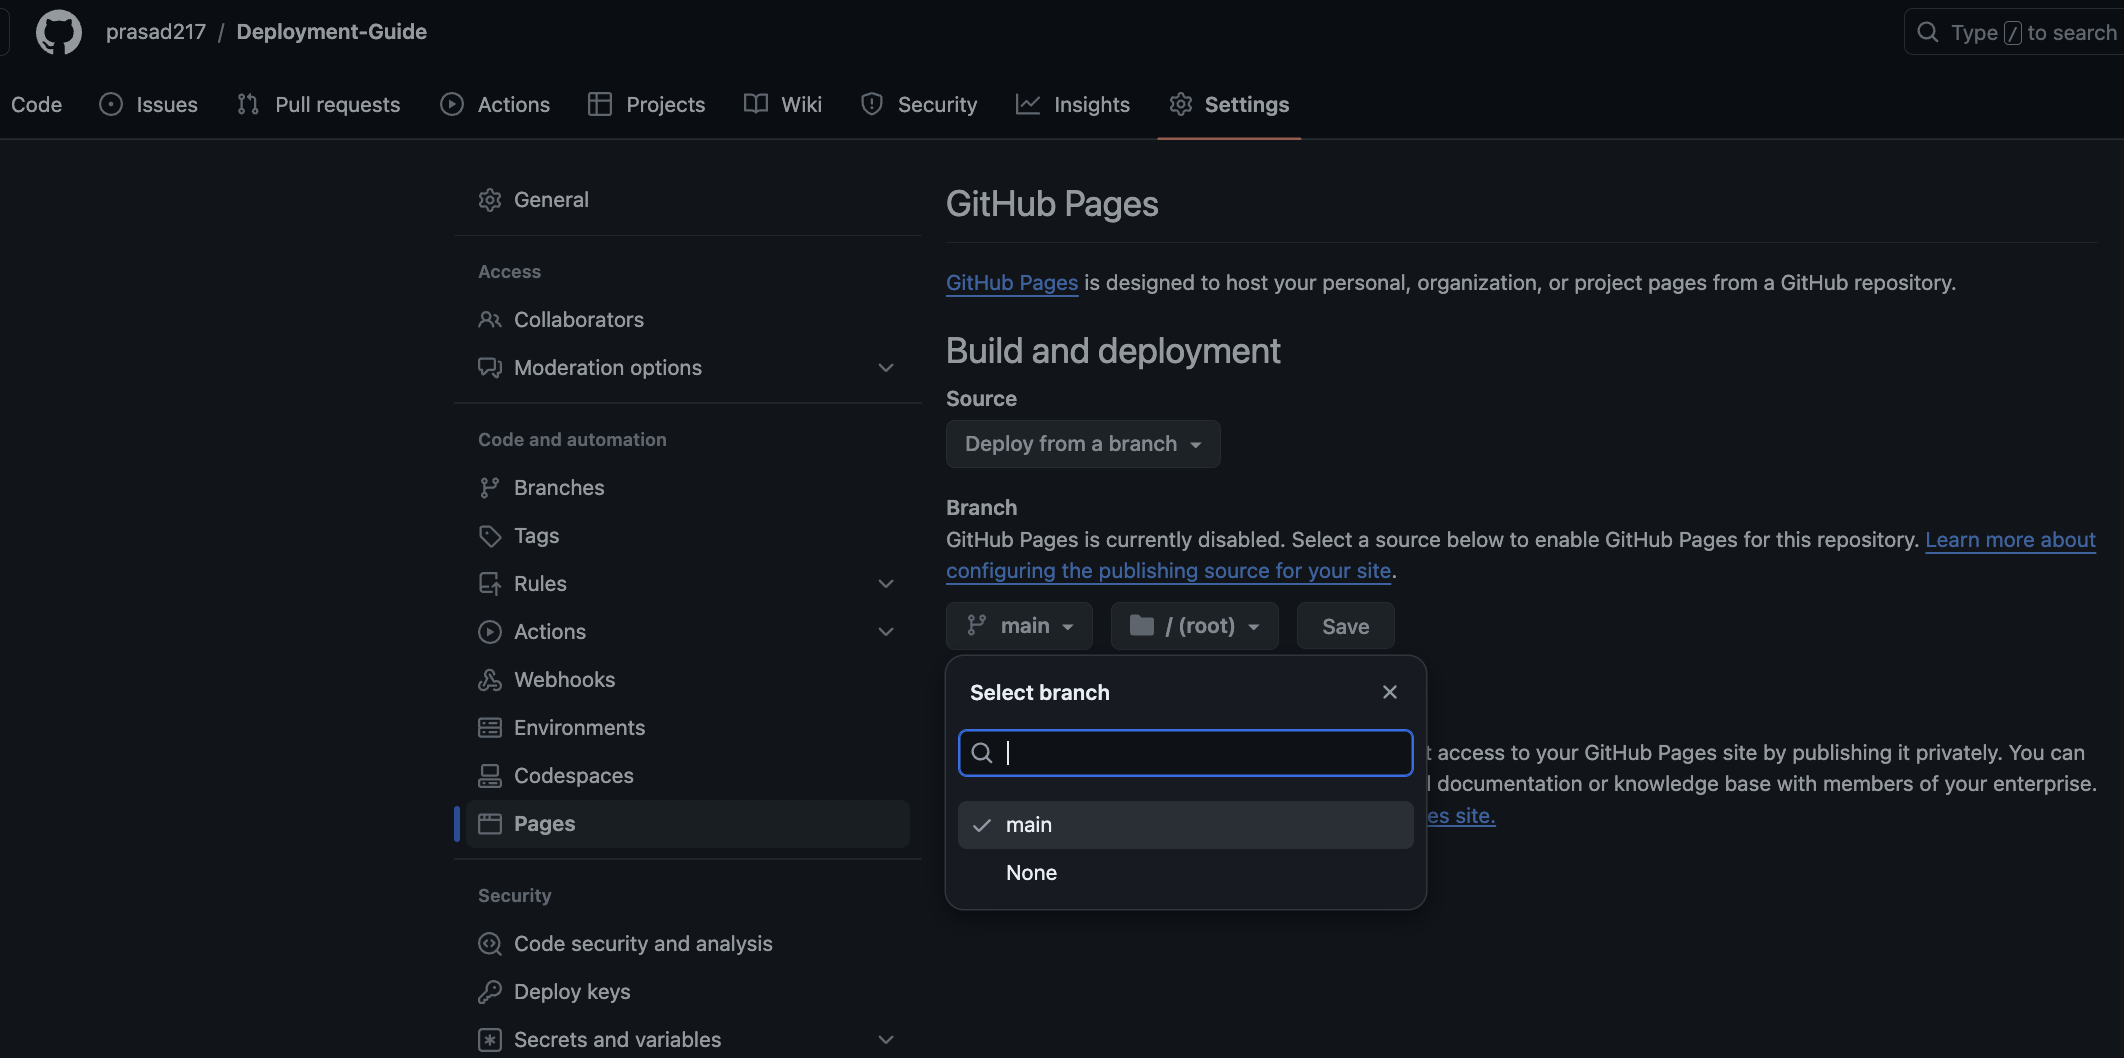 prasad217 / Deployment-Guide
Type / to search
Code Issues Pull requests Actions Projects Wiki Security Insights Settings
General
Access
Collaborators
Moderation options
Code and automation
Branches
Tags
Rules
Actions
Webhooks
Environments
Codespaces
Pages
Security
Code security and analysis
Deploy keys
Secrets and variables
GitHub Pages
GitHub Pages is designed to host your personal, organization, or project pages from a GitHub repository.
Build and deployment
Source
Deploy from a branch
Branch
GitHub Pages is currently disabled. Select a source below to enable GitHub Pages for this repository. Learn more about
configuring the publishing source for your site.
main / (root) Save
Select branch
main
None
access to your GitHub Pages site by publishing it privately. You can
documentation or knowledge base with members of your enterprise.
site.